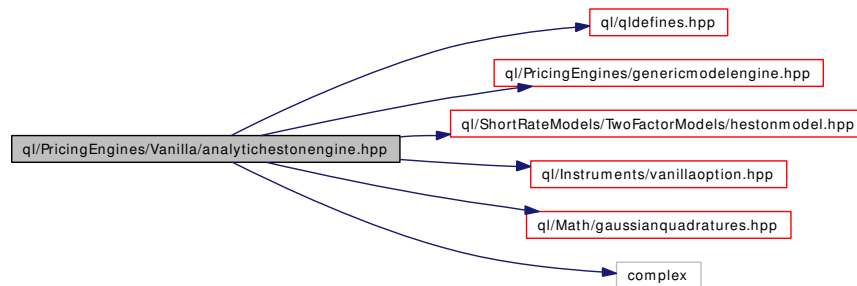 ql/qldefines.hpp
ql/PricingEngines/genericmodelengine.hpp
ql/ShortRateModels/TwoFactorModels/hestonmodel.hpp
ql/PricingEngines/Vanilla/analytichestonengine.hpp
ql/Instruments/vanillaoption.hpp
ql/Math/gaussianquadratures.hpp
complex